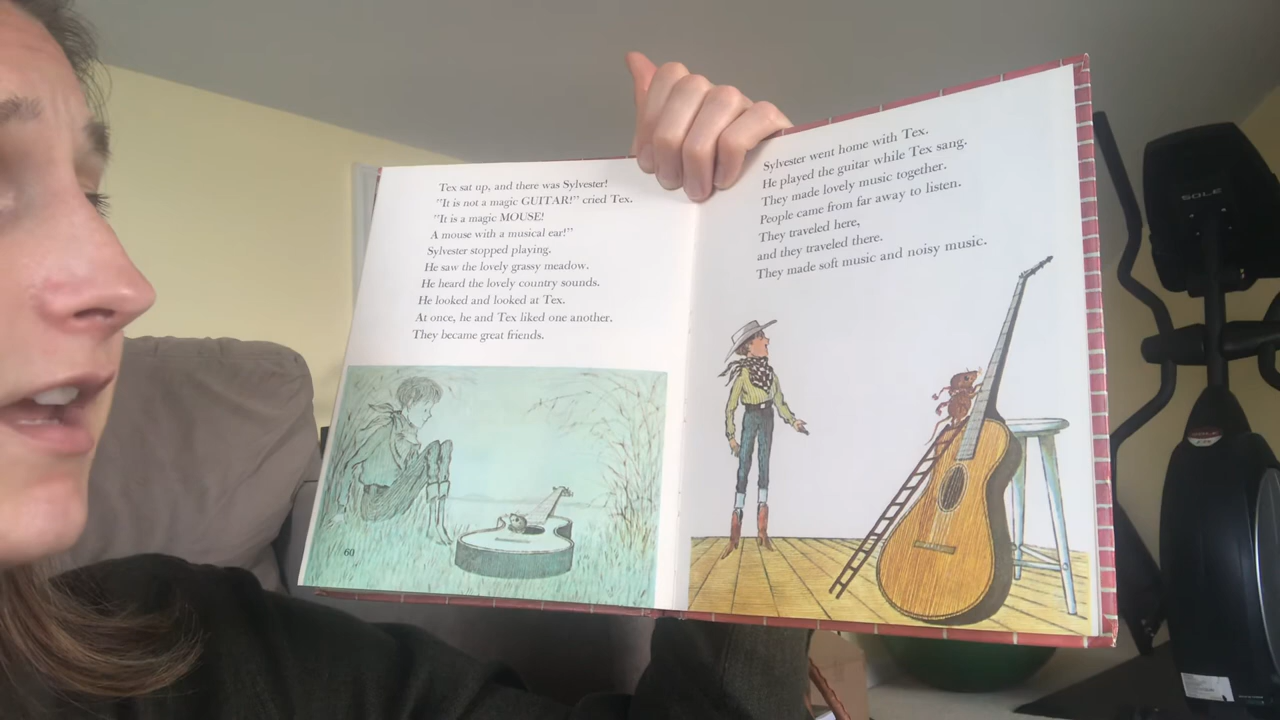 Tex sat up, and there was Sylvester!
"It is not a magic GUITAR!" cried Tex.
"It is a magic MOUSE!
A mouse with a musical ear!"
Sylvester stopped playing.
He saw the lovely grassy meadow.
He heard the lovely country sounds.
He looked and looked at Tex.
At once, he and Tex liked one another.
They became great friends.
60
Sylvester went home with Tex.
He played the guitar while Tex sang.
They made lovely music together.
People came from far away to listen.
They traveled here,
and they traveled there.
They made soft music and noisy music.
SOLE